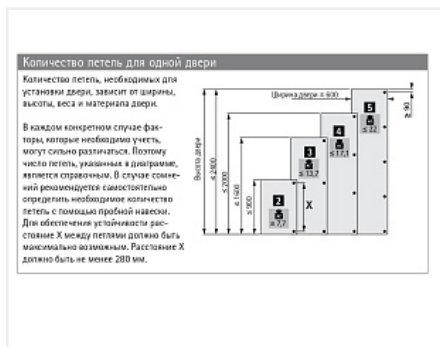 Количество петель для одной двери
Количество петель, необходимых для
установки двери, зависит от ширины,
высоты, веса и материала двери.
В каждом конкретном случае фак-
торы, которые необходимо учесть,
могут сильно различаться. Поэтому
число петель, указанных в диаграмме,
является справочным. В случае сомне-
ний рекомендуется самостоятельно
определить необходимое количество
петель с помощью пробной навески.
Для обеспечения устойчивости рас-
стояние X между петлями должно быть
максимально возможным. Расстояние X
должно быть не менее 280 мм.
Ширина двери = 600
Высота двери
≤ 2400
≤ 2000
≤ 1600
≤ 900
≥ 90
5
≤ 22
4
≤ 17,1
3
≤ 13,7
2
≤ 7,7
X